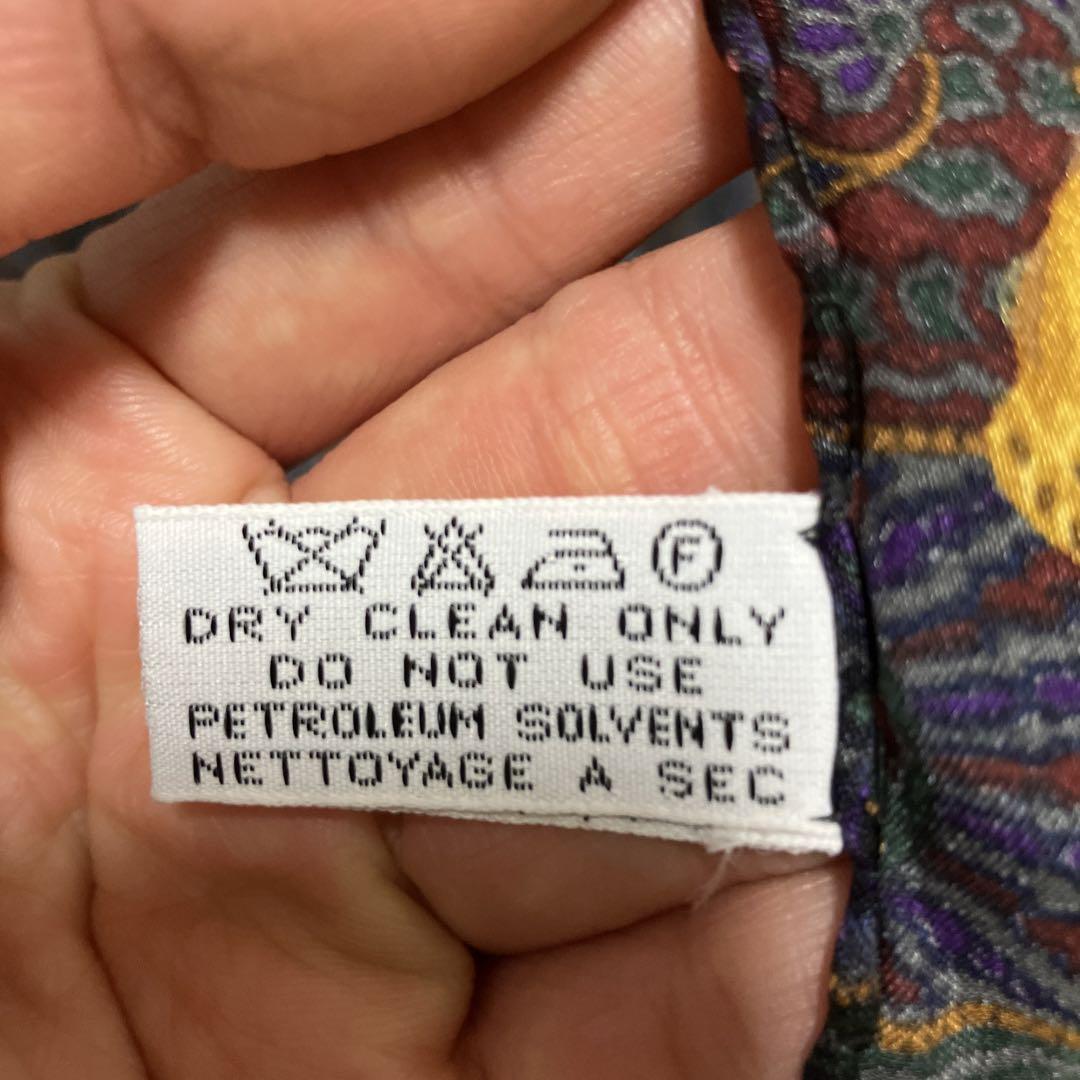 F
DRY CLEAN ONLY
DO NOT USE
PETROLEUM SOLVENTS
NETTOYAGE A SEC